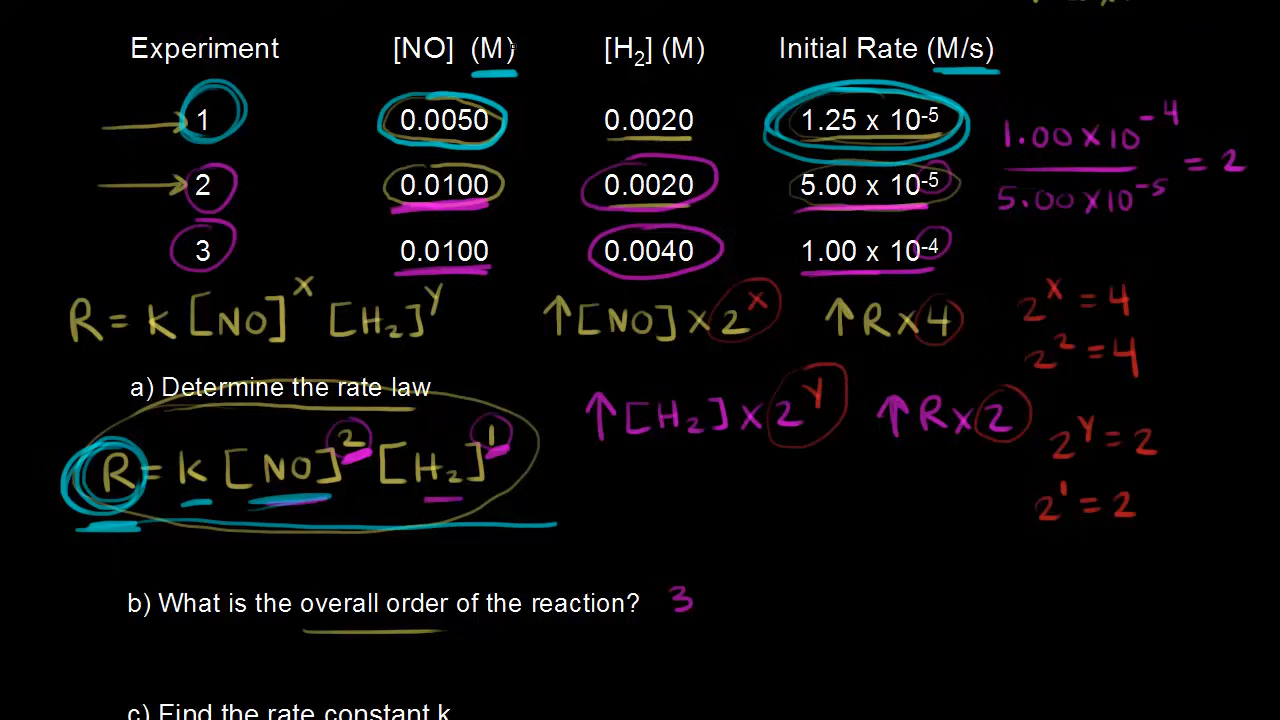 Experiment [NO] (M) [H₂] (M) Initial Rate (M/s)
1 0.0050 0.0020 1.25 x 10⁻⁵
1.00 x 10⁻⁴
2 0.0100 0.0020 5.00 x 10⁻⁵ = 2
5.00 x 10⁻⁵
3 0.0100 0.0040 1.00 x 10⁻⁴
R = K [NO]ˣ [H₂]ʸ ↑[NO] x 2ˣ ↑R x 4 2ˣ = 4
2² = 4
a) Determine the rate law
↑[H₂] x 2ʸ ↑R x 2 2ʸ = 2
R = K [NO]² [H₂]¹
2¹ = 2
b) What is the overall order of the reaction? 3
c) Find the rate constant k